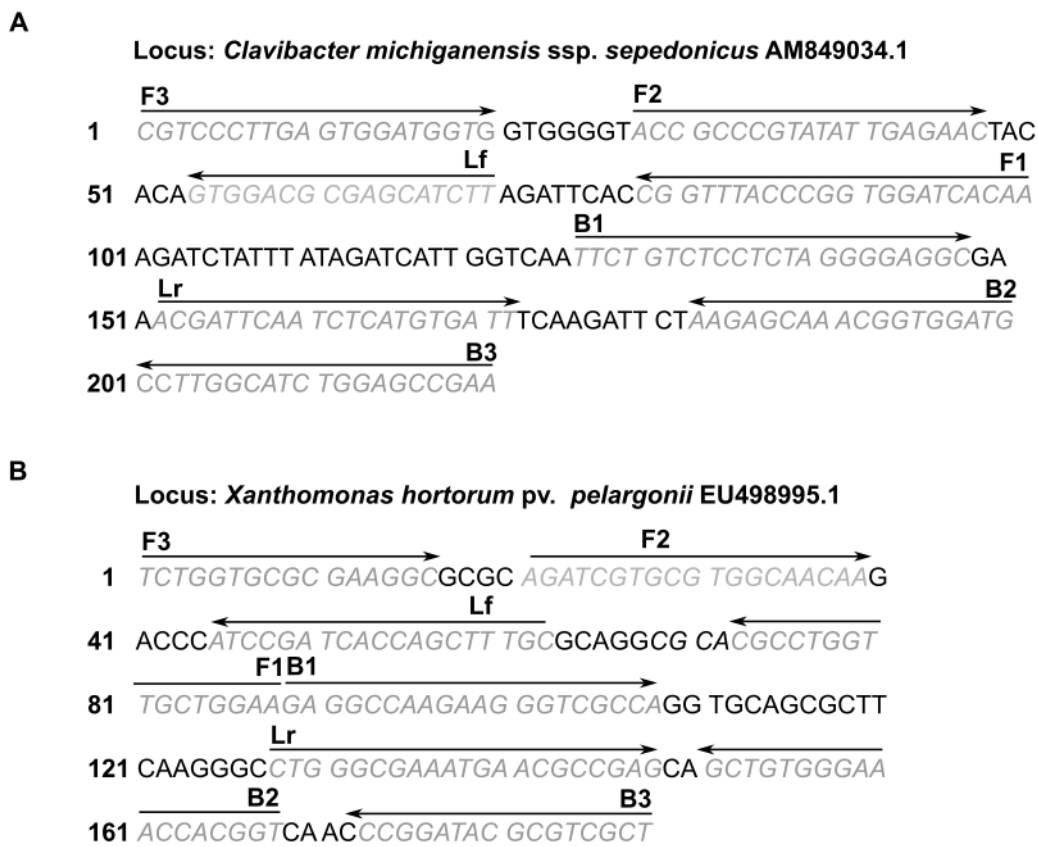 A
Locus: Clavibacter michiganensis ssp. sepedonicus AM849034.1
F3 F2
1 CGTCCCTTGA GTGGATGGTG GTGGGGTACC GCCCGTATAT TGAGAACTAC
Lf F1
51 ACAGTGGACG CGAGCATCTT AGATTCACCG GTTTACCCGG TGGATCACAA
B1
101 AGATCTATTT ATAGATCATT GGTCAATTCT GTCTCCTCTA GGGGAGGCGA
Lr B2
151 AACGATTCAA TCTCATGTGA TTTCAAGATT CTAAGAGCAA ACGGTGGATG
B3
201 CCTTGGCATC TGGAGCCGAA
B
Locus: Xanthomonas hortorum pv. pelargonii EU498995.1
F3 F2
1 TCTGGTGCGC GAAGGCGCGC AGATCGTGCG TGGCAACAAG
Lf
41 ACCCATCCGA TCACCAGCTT TGCGCAGGCG CACGCCTGGT
F1 B1
81 TGCTGGAAGA GGCCAAGAAG GGTCGCCAGG TGCAGCGCTT
Lr
121 CAAGGGCCTG GGCGAAATGA ACGCCGAGCA GCTGTGGGAA
B2 B3
161 ACCACGGTCA ACCCCGGATAC GCGTCGCT